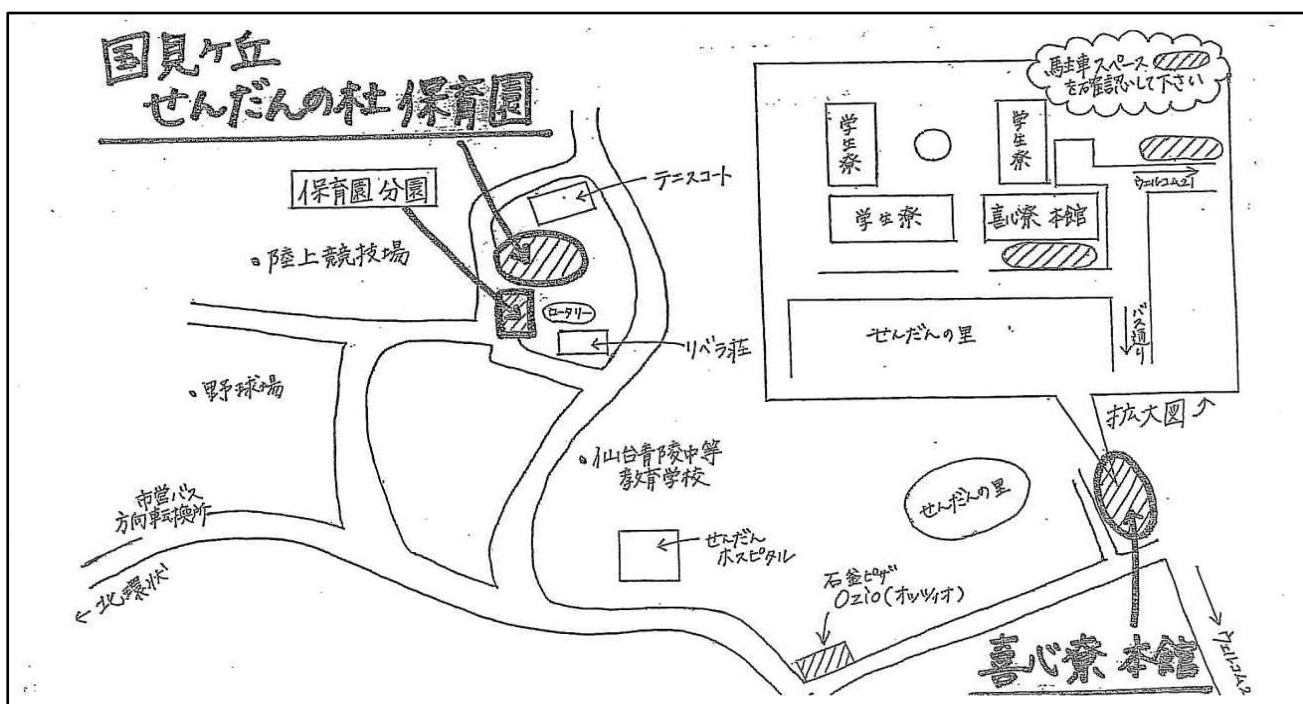 国見ヶ丘
せんだんの杜保育園
保育園分園
テニスコート
・陸上競技場
ロータリー
リベラ荘
・野球場
・仙台青陵中等
教育学校
市営バス
方向転換所
←北環状
せんだん
ホスピタル
せんだんの里
石釜ピザ
Ozio(オッツィオ)
喜心寮 本館
ウェルコム2
拡大図
駐車スペース
を確認して下さい
学生寮
学生寮
ウェルコム21
学生寮
喜心寮 本館
せんだんの里
バス通り